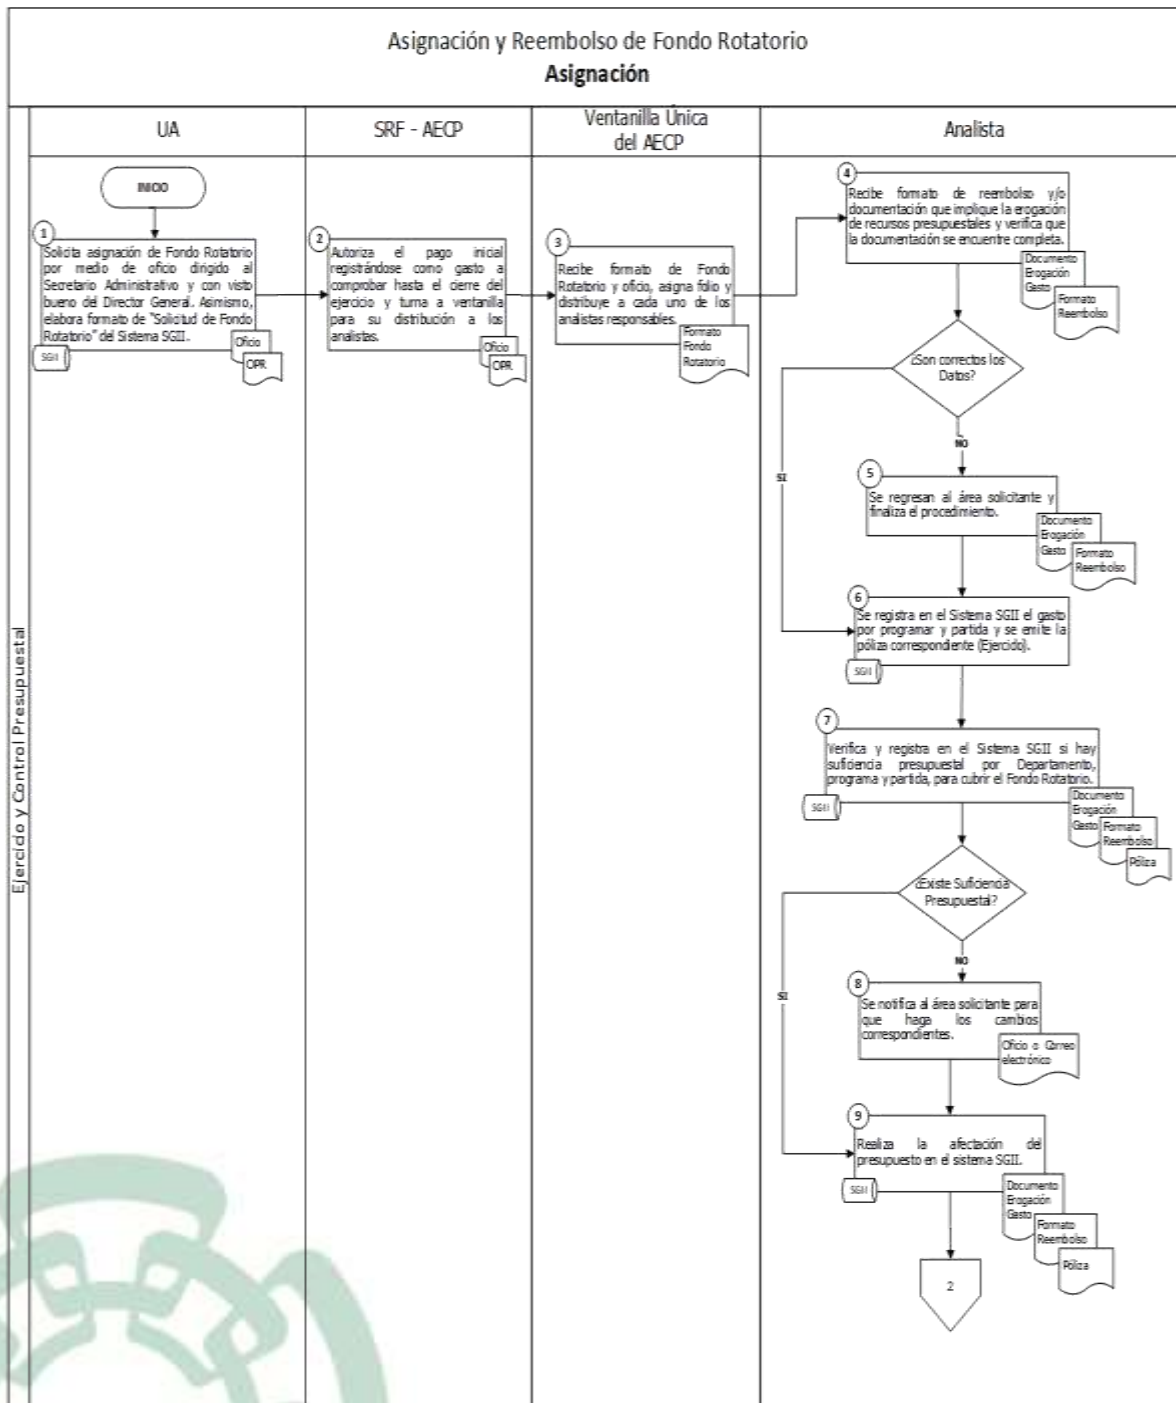 Asignación y Reembolso de Fondo Rotatorio
Asignación
UA
SRF - AECP
Ventanilla Única
del AECP
Analista
Ejercido y Control Presupuestal
INICIO
1
Solicita asignación de Fondo Rotatorio
por medio de oficio dirigido al
Secretario Administrativo y con visto
bueno del Director General. Asimismo,
elabora formato de "Solicitud de Fondo
Rotatorio" del Sistema SGII.
SGII
Oficio
OPR
2
Autoriza el pago inicial
registrándose como gasto a
comprobar hasta el cierre del
ejercicio y turna a ventanilla
para su distribución a los
analistas.
Oficio
OPR
3
Recibe formato de Fondo
Rotatorio y oficio, asigna folio y
distribuye a cada uno de los
analistas responsables.
Formato
Fondo
Rotatorio
4
Recibe formato de reembolso y/o
documentación que implique la erogación
de recursos presupuestales y verifica que
la documentación se encuentre completa.
Documento
Erogación
Gasto
Formato
Reembolso
¿Son correctos los
Datos?
NO
SI
5
Se regresan al área solicitante y
finaliza el procedimiento.
Documento
Erogación
Gasto
Formato
Reembolso
6
Se registra en el Sistema SGII el gasto
por programar y partida y se emite la
póliza correspondiente (Ejercido).
SGII
7
Verifica y registra en el Sistema SGII si hay
suficiencia presupuestal por Departamento,
programa y partida, para cubrir el Fondo Rotatorio.
SGII
Documento
Erogación
Gasto
Formato
Reembolso
Póliza
¿Existe Suficiencia
Presupuestal?
NO
SI
8
Se notifica al área solicitante para
que haga los cambios
correspondientes.
Oficio o Correo
electrónico
9
Realiza la afectación del
presupuesto en el sistema SGII.
SGII
Documento
Erogación
Gasto
Formato
Reembolso
Póliza
2